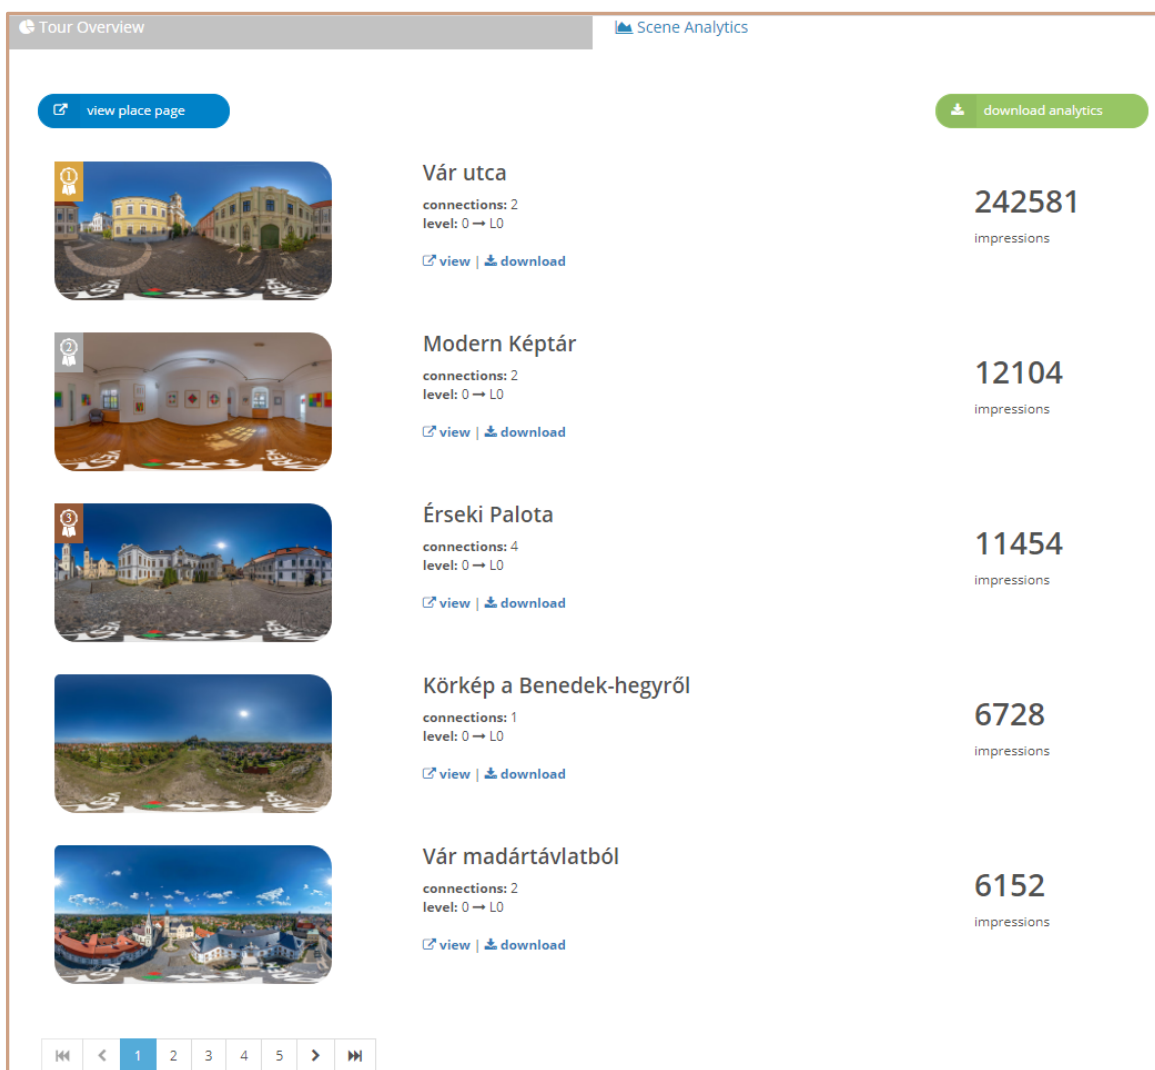 Tour Overview
Scene Analytics
view place page
download analytics
1
Vár utca
connections: 2
level: 0 → L0
view | download
242581
impressions
2
Modern Képtár
connections: 2
level: 0 → L0
view | download
12104
impressions
3
Érseki Palota
connections: 4
level: 0 → L0
view | download
11454
impressions
Körkép a Benedek-hegyről
connections: 1
level: 0 → L0
view | download
6728
impressions
Vár madártávlatból
connections: 2
level: 0 → L0
view | download
6152
impressions
1 2 3 4 5